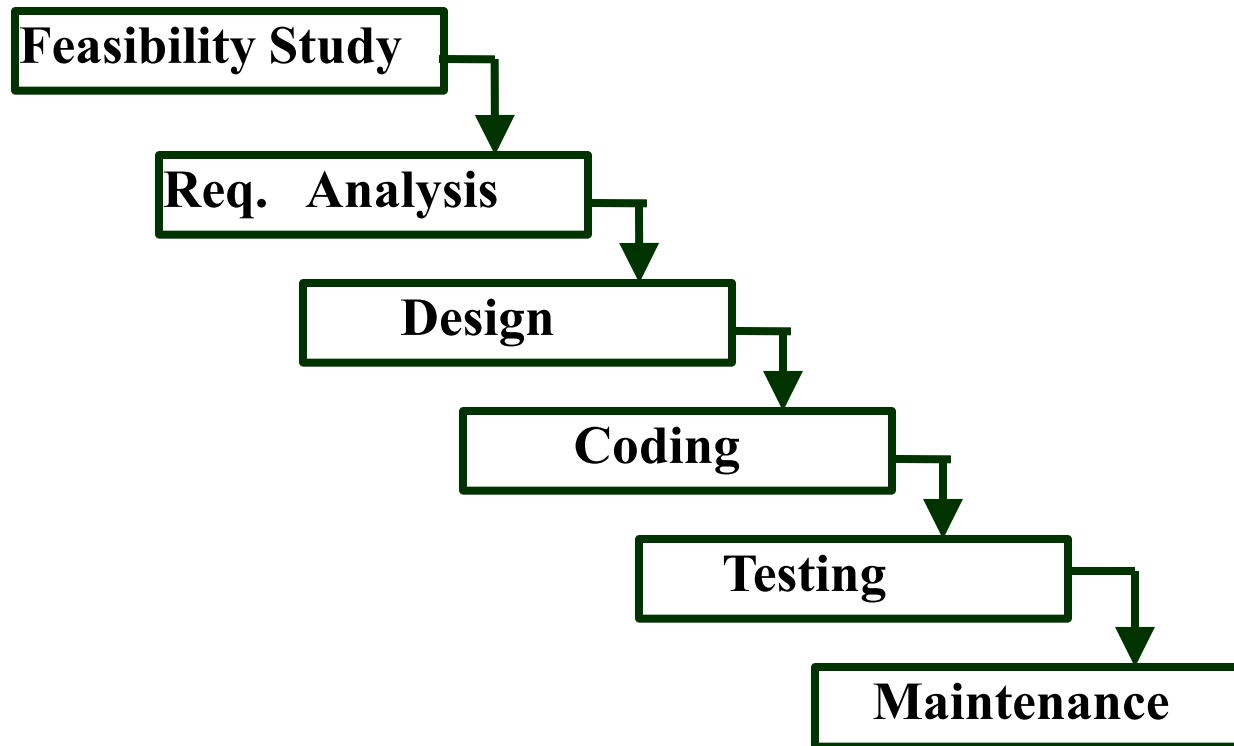 Feasibility Study
Req. Analysis
Design
Coding
Testing
Maintenance